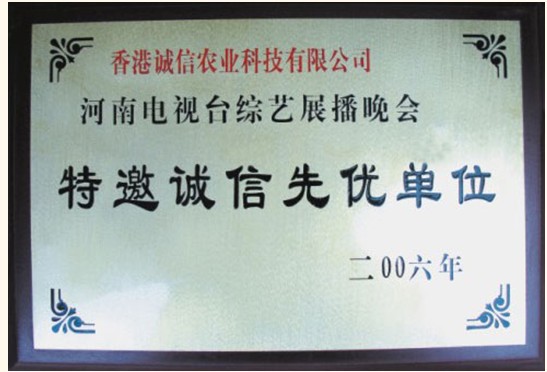 香港诚信农业科技有限公司
河南电视台综艺展播晚会
特邀诚信先优单位
二00六年